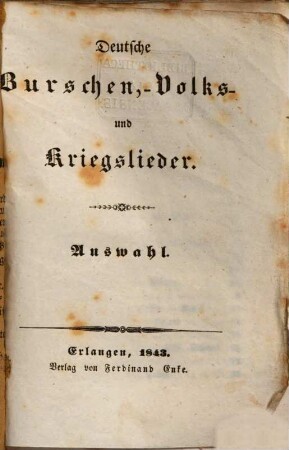 Deutsche
Burschen,-Volks-
und
Kriegslieder.
Auswahl.
Erlangen, 1843.
Verlag von Ferdinand Enke.